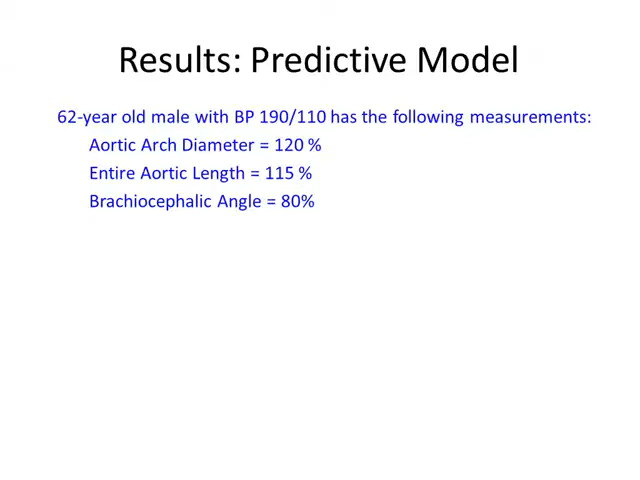 Results: Predictive Model
62-year old male with BP 190/110 has the following measurements:
Aortic Arch Diameter = 120 %
Entire Aortic Length = 115 %
Brachiocephalic Angle = 80%